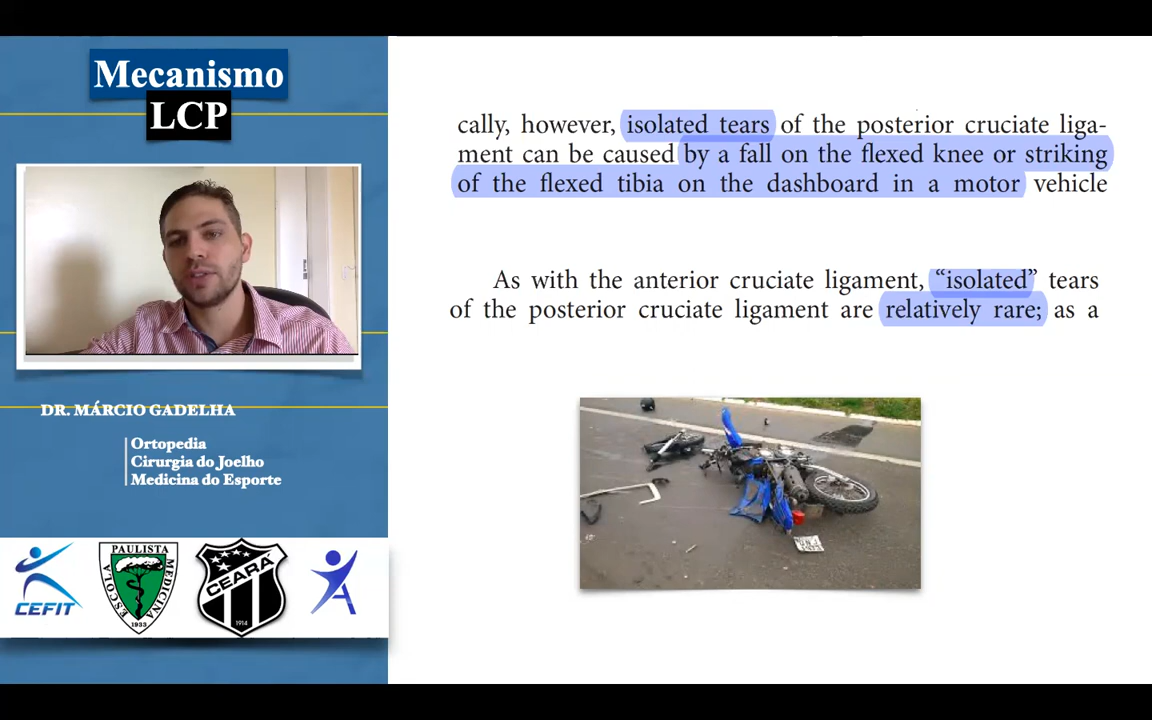 Mecanismo
LCP
DR. MÁRCIO GADELHA
Ortopedia
Cirurgia do Joelho
Medicina do Esporte
CEFIT
PAULISTA
ESCOLA
MEDICINA
1933
CEARÁ
1914
cally, however, isolated tears of the posterior cruciate liga-
ment can be caused by a fall on the flexed knee or striking
of the flexed tibia on the dashboard in a motor vehicle
As with the anterior cruciate ligament, “isolated” tears
of the posterior cruciate ligament are relatively rare; as a